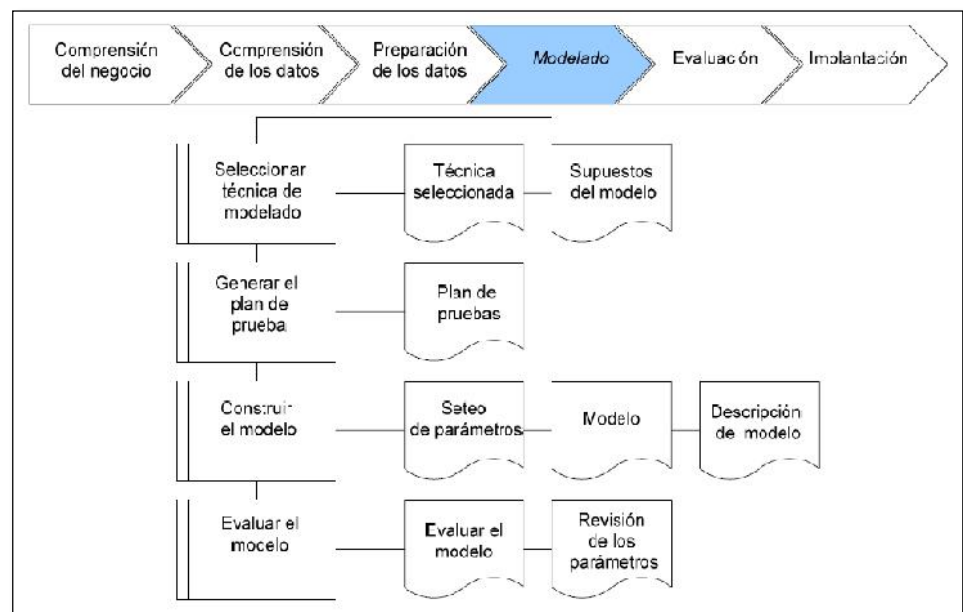 Comprensión
del negocio
Comprensión
de los datos
Preparación
de los datos
Modelado
Evaluación
Implantación
Seleccionar
técnica de
modelado
Técnica
seleccionada
Supuestos
del modelo
Generar el
plan de
prueba
Plan de
pruebas
Construir
el modelo
Seteo
de parámetros
Modelo
Descripción
de modelo
Evaluar el
mocelo
Evaluar el
modelo
Revisión
de los
parámetros